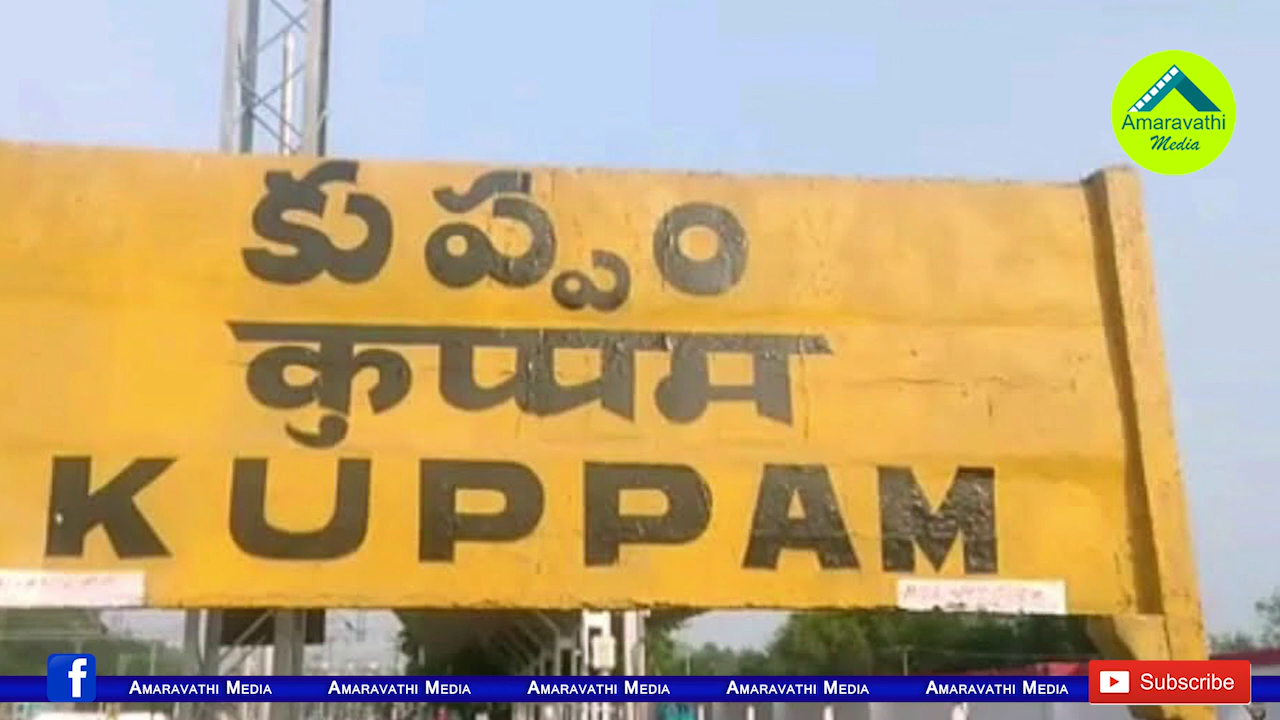 Amaravathi
Media
కుప్పం
कुप्पम
KUPPAM
f Amaravathi Media Amaravathi Media Amaravathi Media Amaravathi Media Amaravathi Media Subscribe